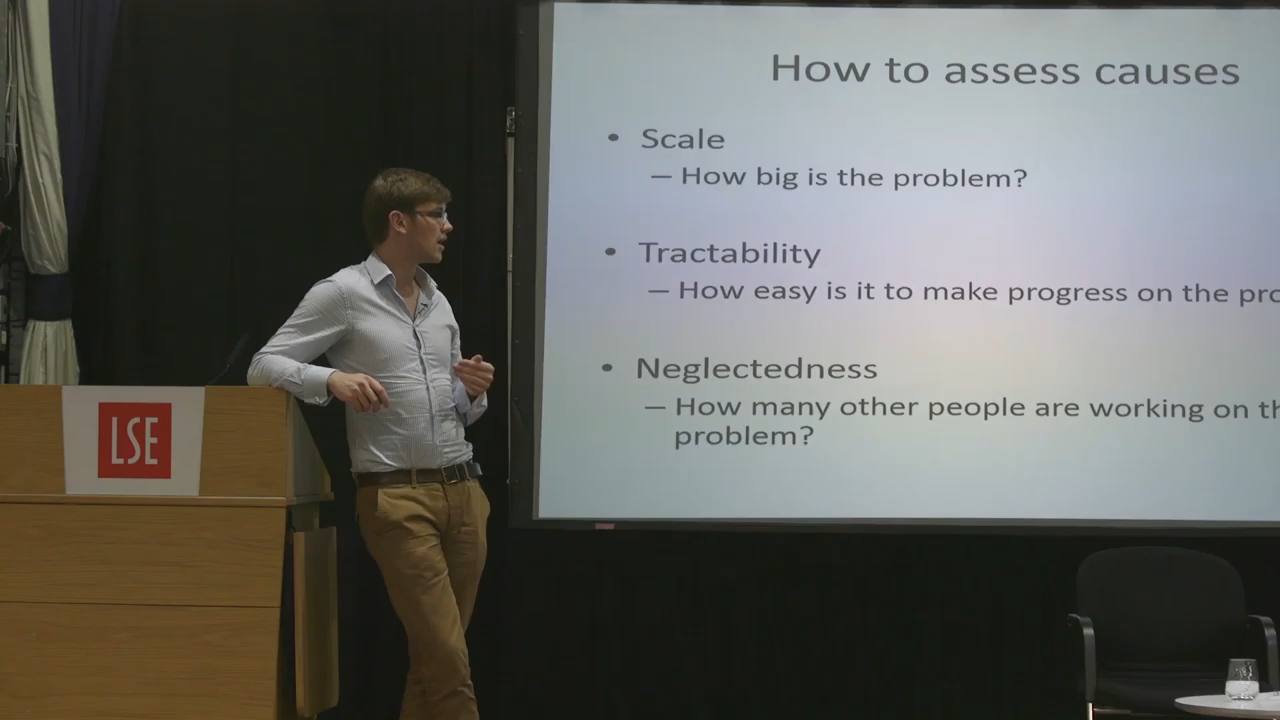 How to assess causes
• Scale
– How big is the problem?
• Tractability
– How easy is it to make progress on the
• Neglectedness
– How many other people are working on
problem?
LSE